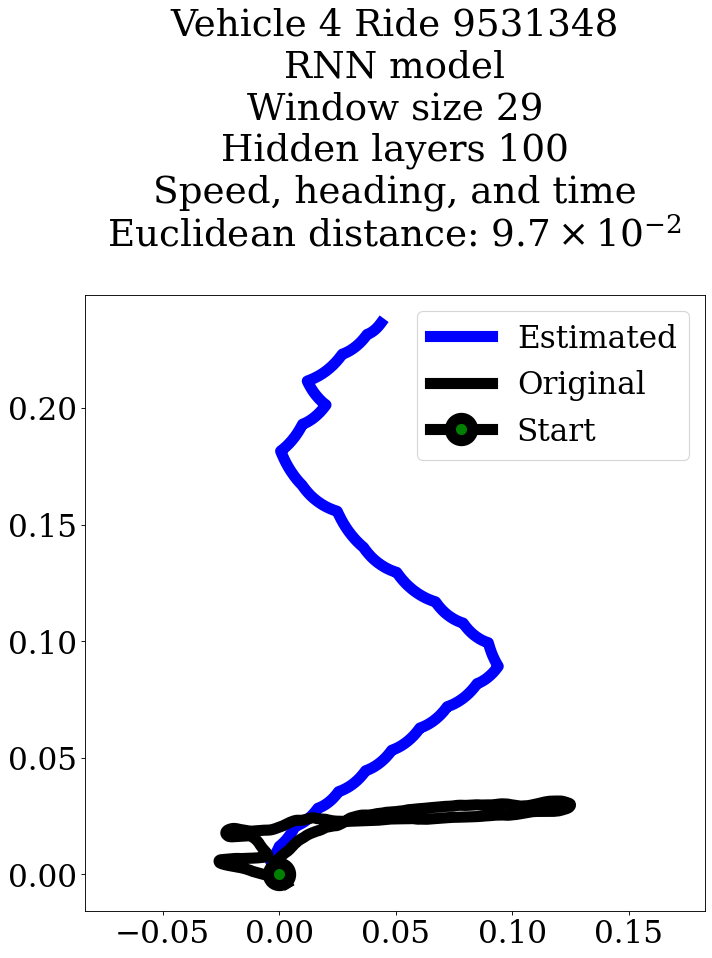 Vehicle 4 Ride 9531348
RNN model
Window size 29
Hidden layers 100
Speed, heading, and time
Euclidean distance: 9.7 × 10⁻²
Estimated
Original
Start
0.20
0.15
0.10
0.05
0.00
−0.05 0.00 0.05 0.10 0.15